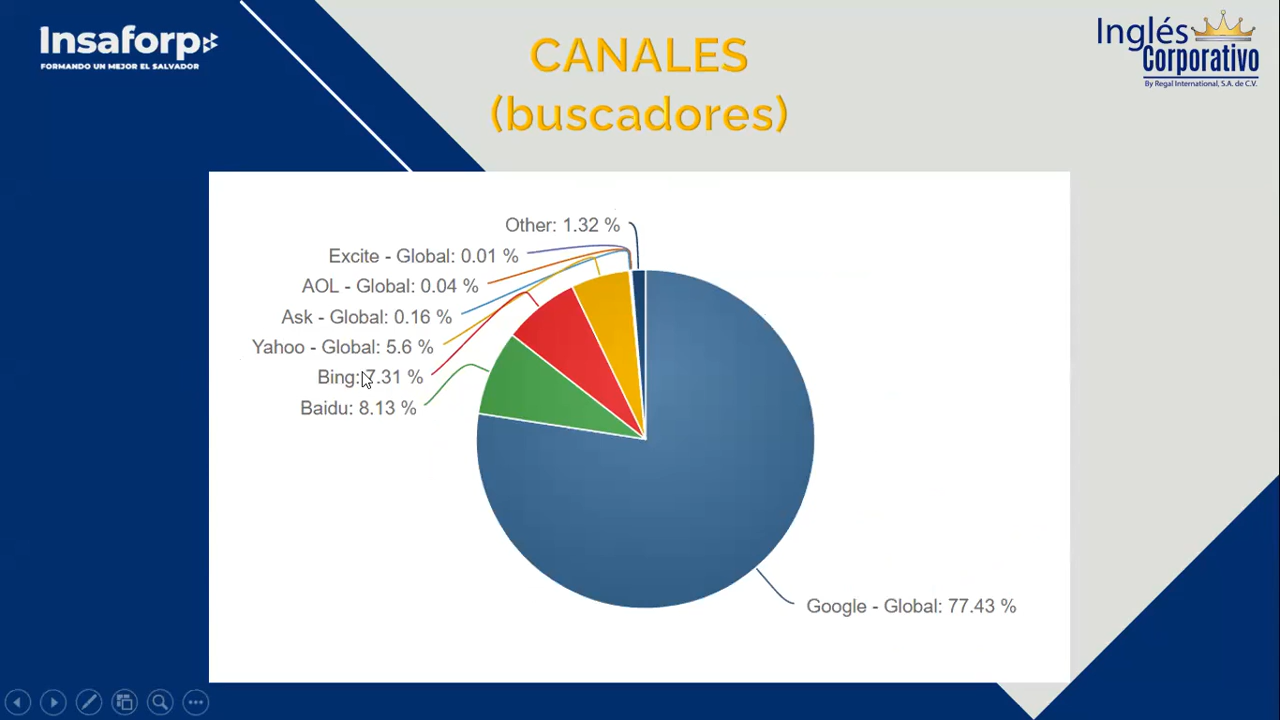 Insaforp
FORMANDO UN MEJOR EL SALVADOR
CANALES
(buscadores)
Inglés
Corporativo
By Regal International, S.A. de C.V.
Other: 1.32 %
Excite - Global: 0.01 %
AOL - Global: 0.04 %
Ask - Global: 0.16 %
Yahoo - Global: 5.6 %
Bing: 7.31 %
Baidu: 8.13 %
Google - Global: 77.43 %